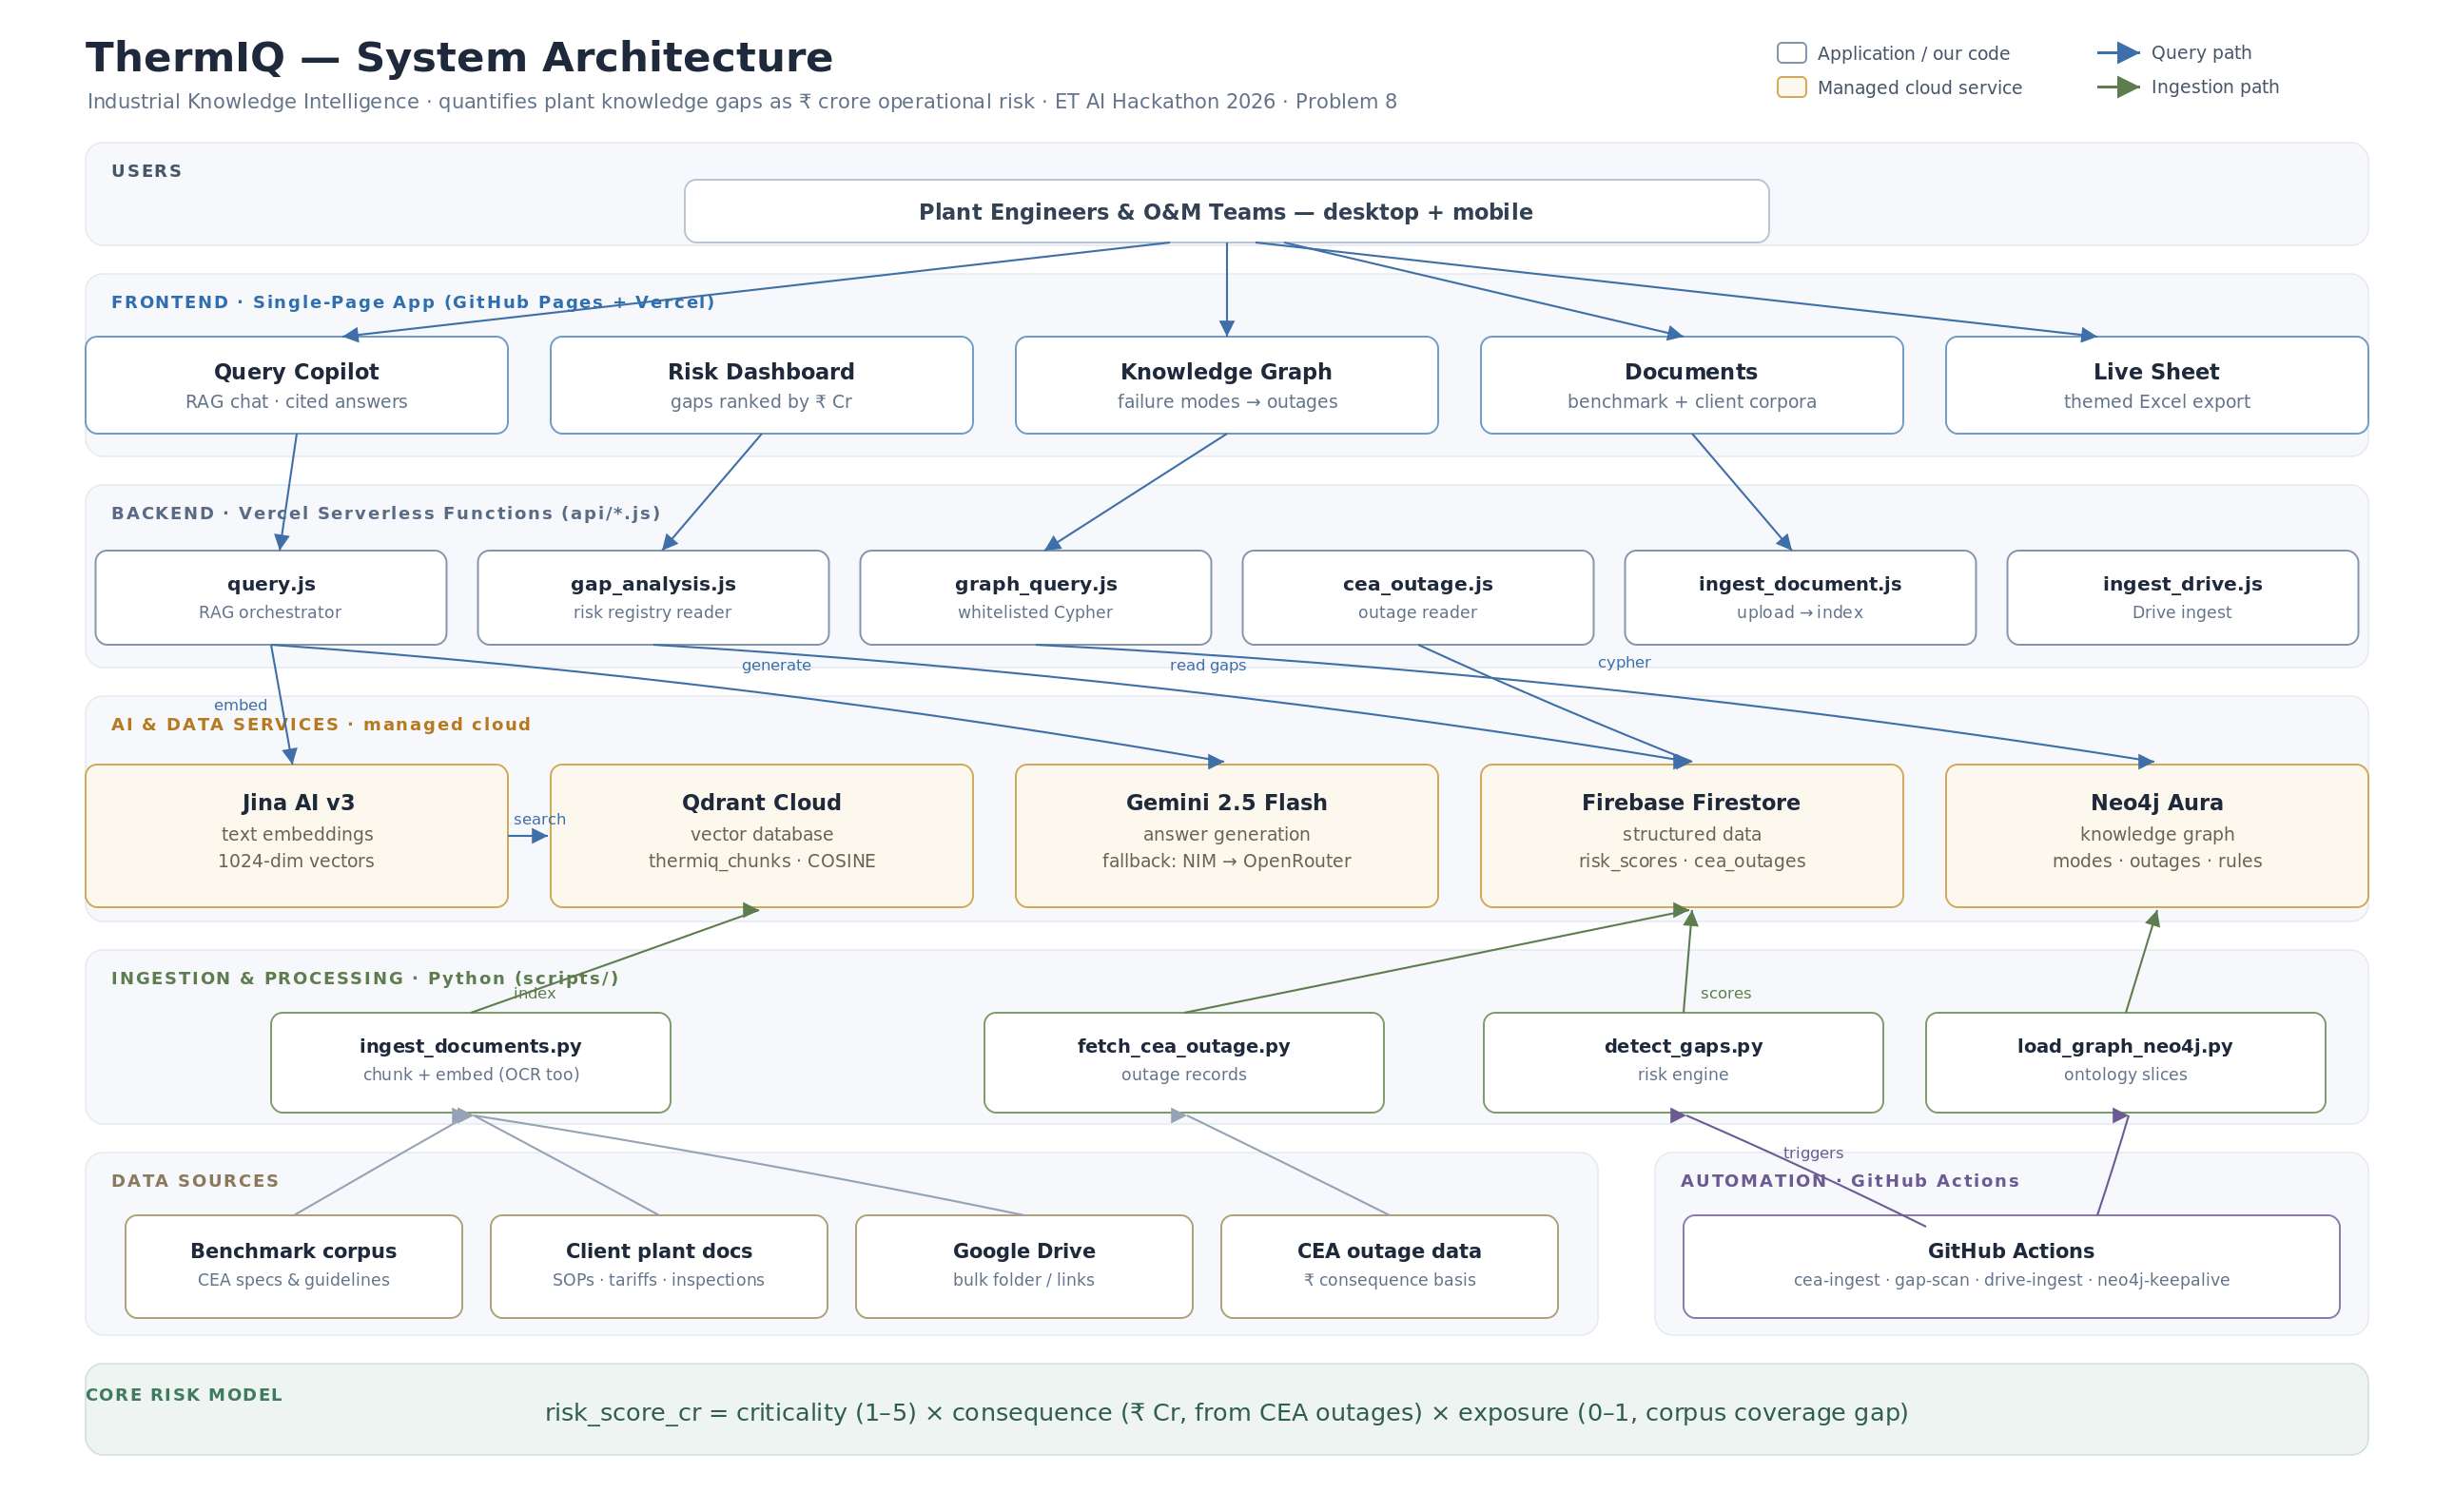 ThermIQ — System Architecture
Industrial Knowledge Intelligence · quantifies plant knowledge gaps as ₹ crore operational risk · ET AI Hackathon 2026 · Problem 8
Application / our code
Query path
Managed cloud service
Ingestion path
USERS
Plant Engineers & O&M Teams — desktop + mobile
FRONTEND · Single-Page App (GitHub Pages + Vercel)
Query Copilot
RAG chat · cited answers
Risk Dashboard
gaps ranked by ₹ Cr
Knowledge Graph
failure modes → outages
Documents
benchmark + client corpora
Live Sheet
themed Excel export
BACKEND · Vercel Serverless Functions (api/*.js)
query.js
RAG orchestrator
gap_analysis.js
risk registry reader
graph_query.js
whitelisted Cypher
cea_outage.js
outage reader
ingest_document.js
upload → index
ingest_drive.js
Drive ingest
generate
read gaps
cypher
embed
AI & DATA SERVICES · managed cloud
Jina AI v3
text embeddings
1024-dim vectors
search
Qdrant Cloud
vector database
thermiq_chunks · COSINE
Gemini 2.5 Flash
answer generation
fallback: NIM → OpenRouter
Firebase Firestore
structured data
risk_scores · cea_outages
Neo4j Aura
knowledge graph
modes · outages · rules
INGESTION & PROCESSING · Python (scripts/)
index
scores
ingest_documents.py
chunk + embed (OCR too)
fetch_cea_outage.py
outage records
detect_gaps.py
risk engine
load_graph_neo4j.py
ontology slices
triggers
DATA SOURCES
Benchmark corpus
CEA specs & guidelines
Client plant docs
SOPs · tariffs · inspections
Google Drive
bulk folder / links
CEA outage data
₹ consequence basis
AUTOMATION · GitHub Actions
GitHub Actions
cea-ingest · gap-scan · drive-ingest · neo4j-keepalive
CORE RISK MODEL
risk_score_cr = criticality (1–5) × consequence (₹ Cr, from CEA outages) × exposure (0–1, corpus coverage gap)